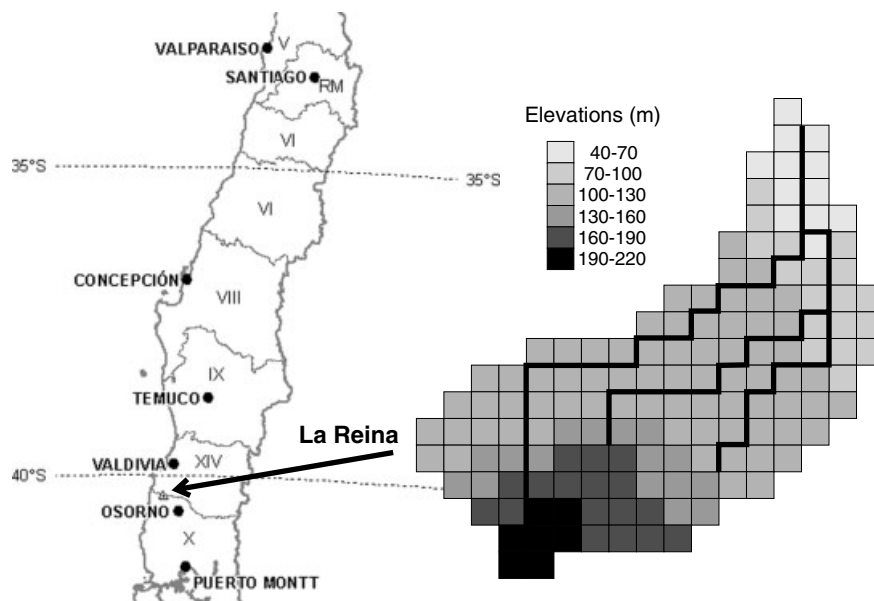 VALPARAISO
V
SANTIAGO
RM
VI
35°S
35°S
VI
CONCEPCIÓN
VIII
IX
TEMUCO
La Reina
VALDIVIA
XIV
40°S
OSORNO
X
PUERTO MONTT
Elevations (m)
40-70
70-100
100-130
130-160
160-190
190-220